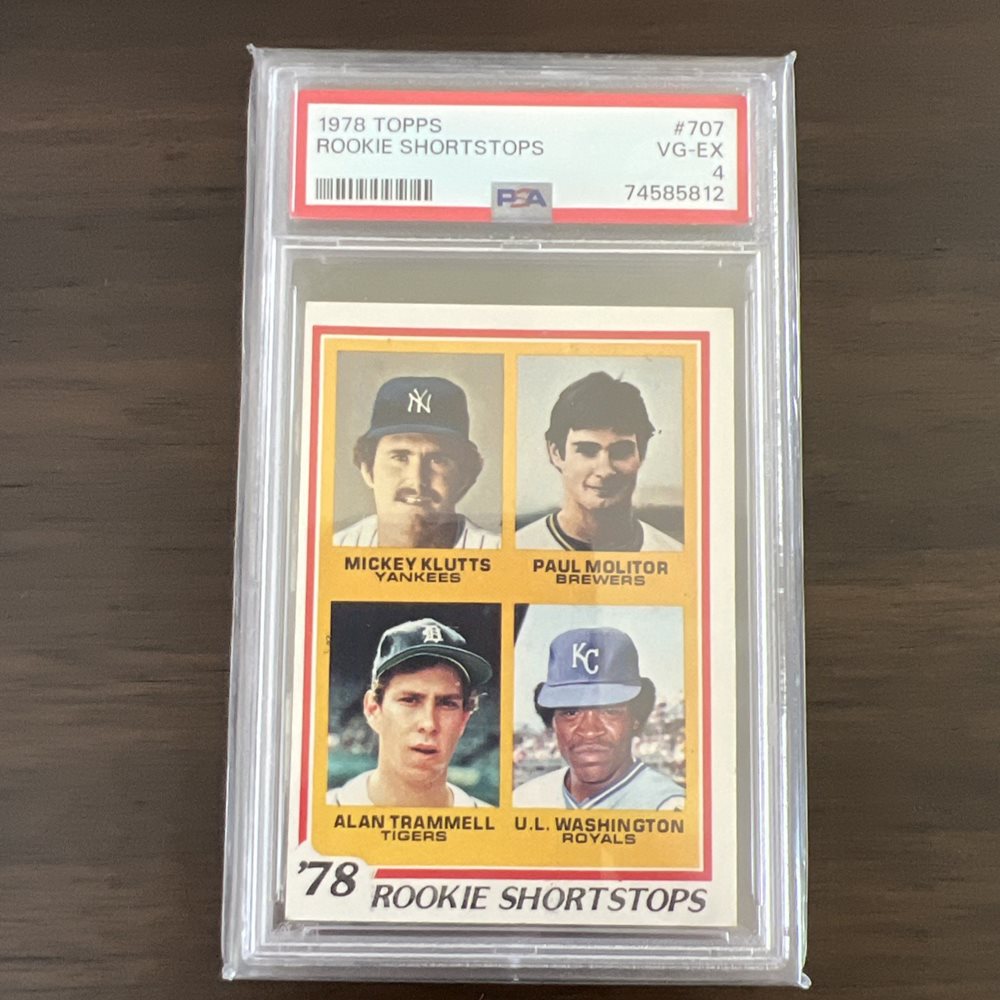 1978 TOPPS #707
ROOKIE SHORTSTOPS VG-EX
4
PSA 74585812
NY
MICKEY KLUTTS
YANKEES
PAUL MOLITOR
BREWERS
D
KC
ALAN TRAMMELL
TIGERS
U.L. WASHINGTON
ROYALS
'78 ROOKIE SHORTSTOPS